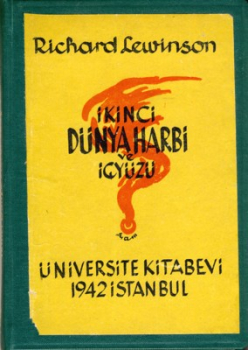 Richard Lewinson
İKİNCİ
DÜNYA HARBİ
ve
İÇYÜZÜ
ÜNİVERSİTE KİTABEVİ
1942 İSTANBUL